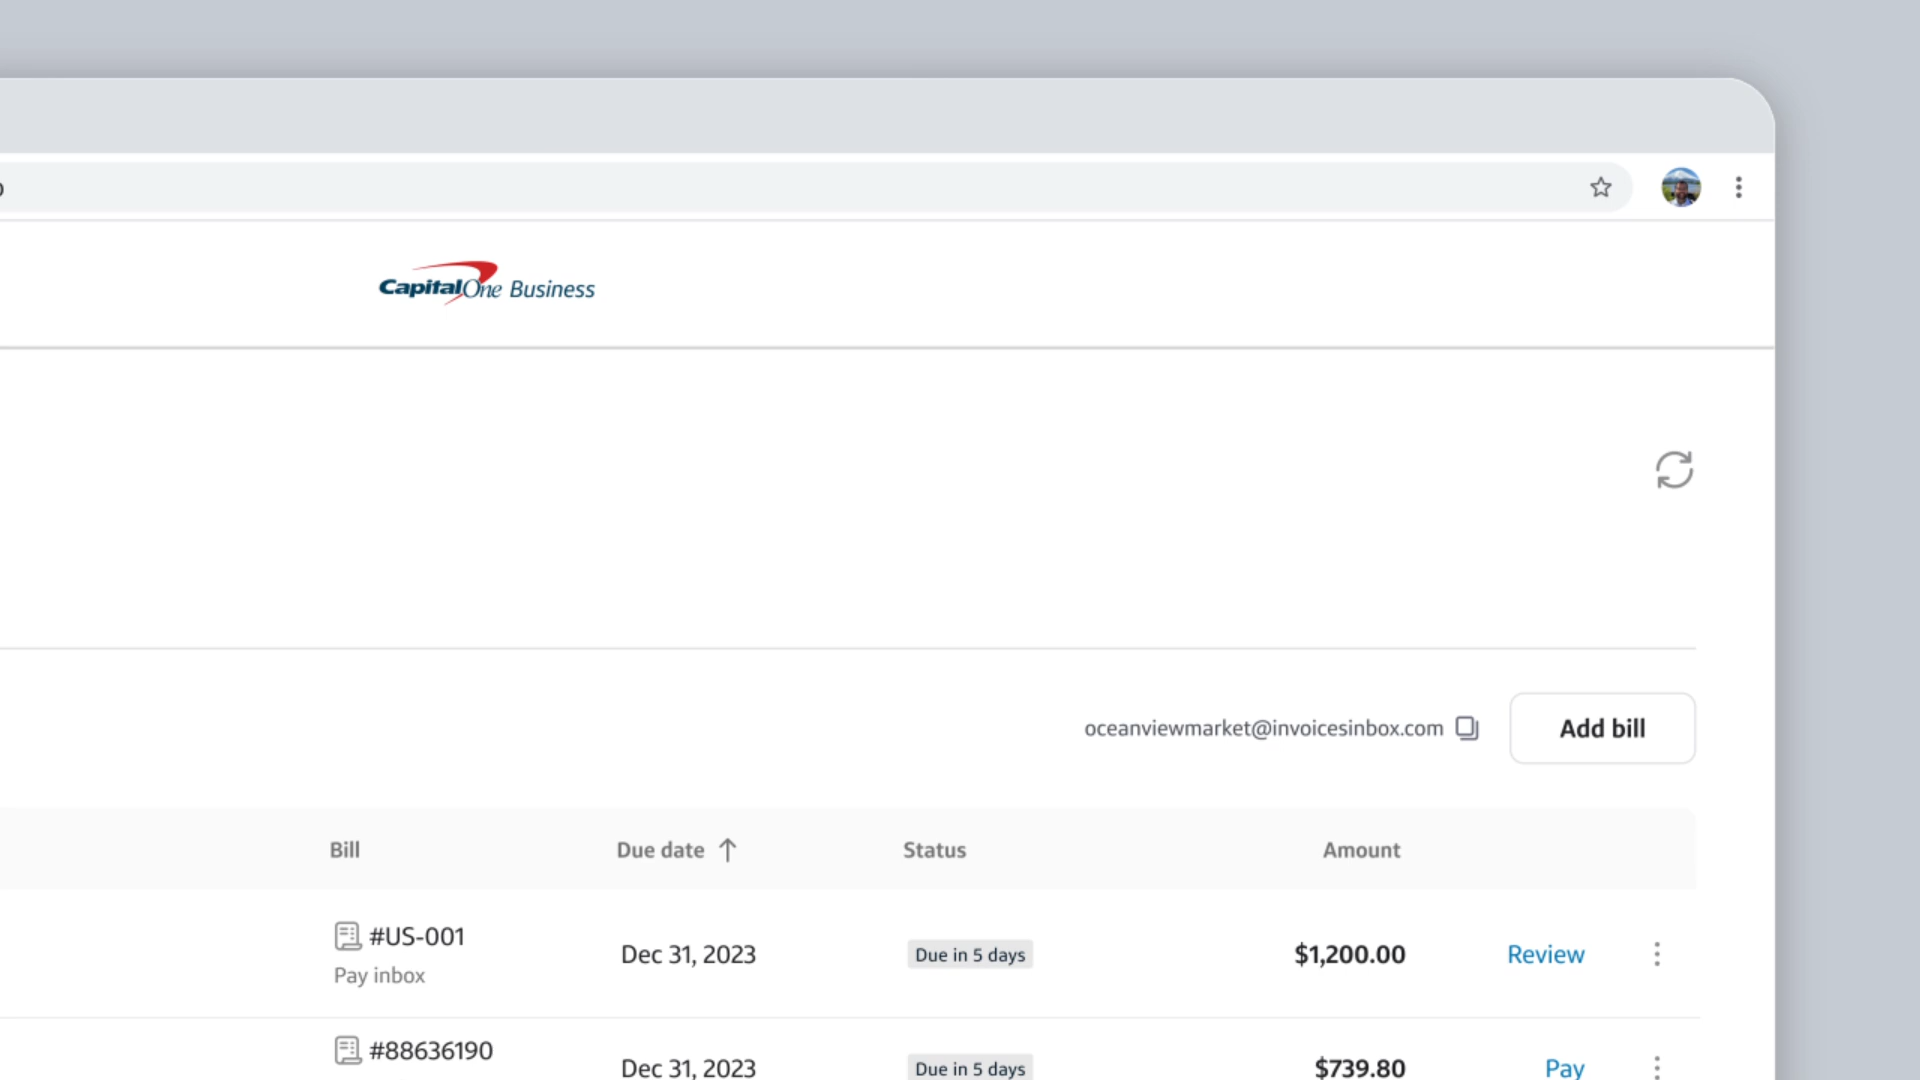 CapitalOne Business
oceanviewmarket@invoicesinbox.com
Add bill
Bill Due date Status Amount
#US-001
Pay inbox
Dec 31, 2023 Due in 5 days $1,200.00 Review
#88636190
Dec 31, 2023 Due in 5 days $739.80 Pay